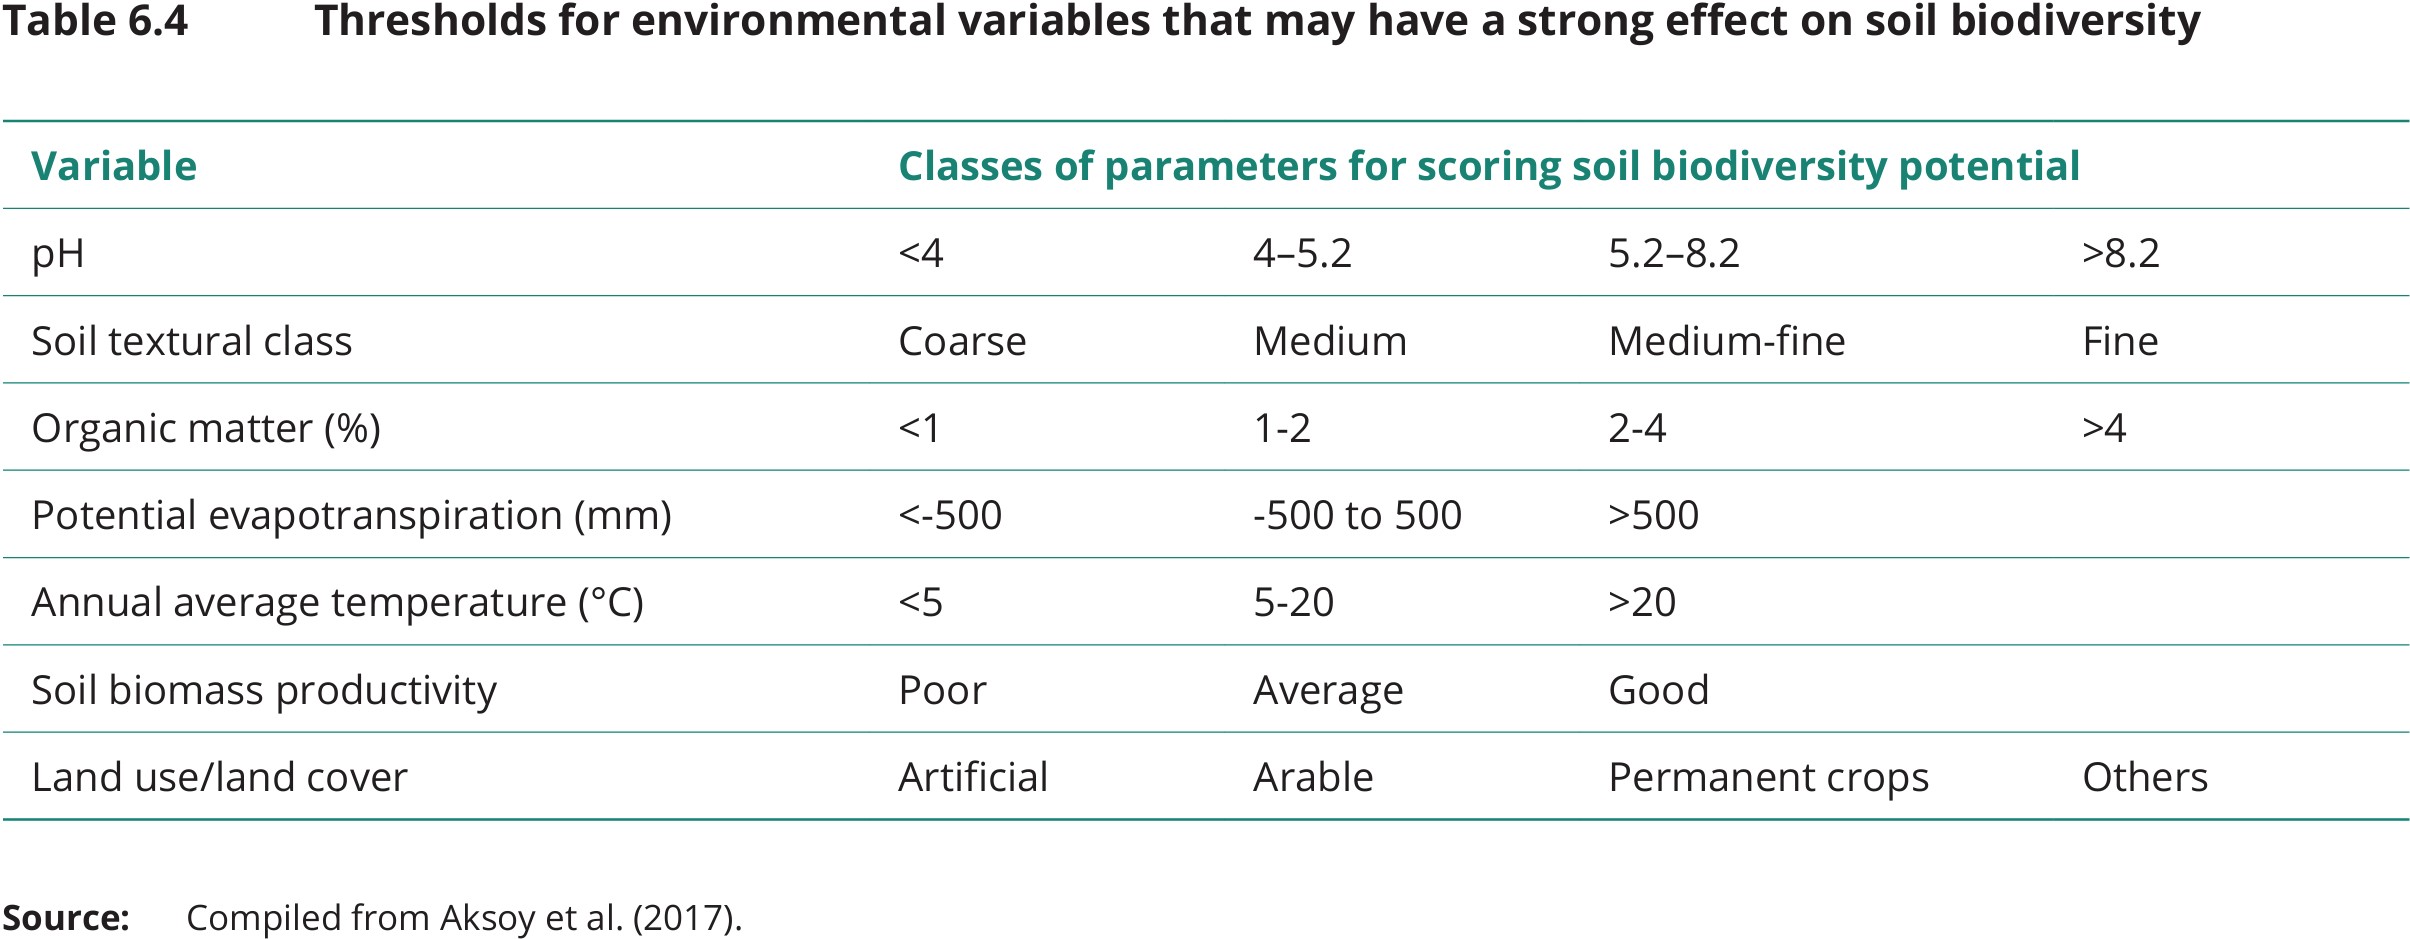 Table 6.4 Thresholds for environmental variables that may have a strong effect on soil biodiversity
Variable Classes of parameters for scoring soil biodiversity potential
pH <4 4–5.2 5.2–8.2 >8.2
Soil textural class Coarse Medium Medium-fine Fine
Organic matter (%) <1 1-2 2-4 >4
Potential evapotranspiration (mm) <-500 -500 to 500 >500
Annual average temperature (°C) <5 5-20 >20
Soil biomass productivity Poor Average Good
Land use/land cover Artificial Arable Permanent crops Others
Source: Compiled from Aksoy et al. (2017).